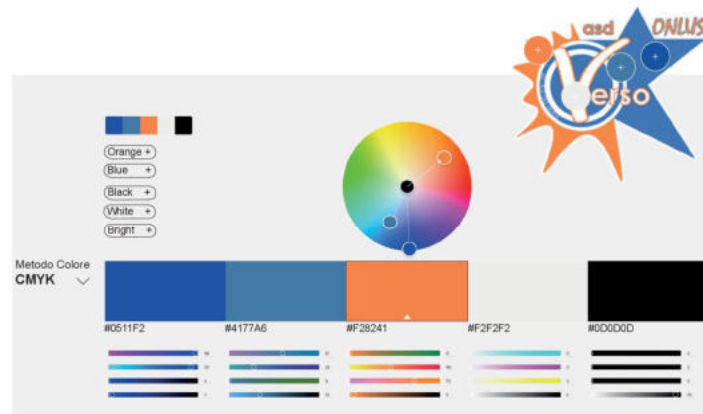 asd ONLUS
Verso
Orange +
Blue +
Black +
White +
Bright +
Metodo Colore
CMYK
#0511F2
#4177A6
#F28241
#F2F2F2
#0D0D0D